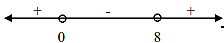 + - +
0 8